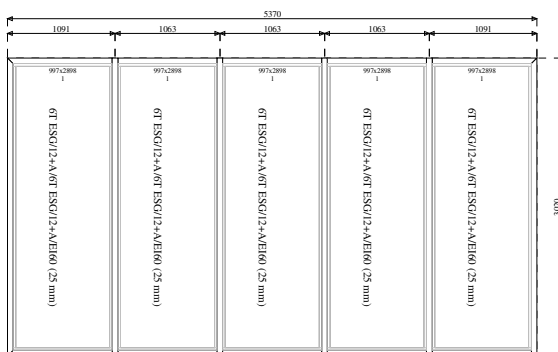 5370
1091 1063 1063 1063 1091
997x2898 997x2898 997x2898 997x2898 997x2898
1 1 1 1 1
6T ESG/12+A/6T ESG/12+A/EI60 (25 mm)
6T ESG/12+A/6T ESG/12+A/EI60 (25 mm)
6T ESG/12+A/6T ESG/12+A/EI60 (25 mm)
6T ESG/12+A/6T ESG/12+A/EI60 (25 mm)
6T ESG/12+A/6T ESG/12+A/EI60 (25 mm)